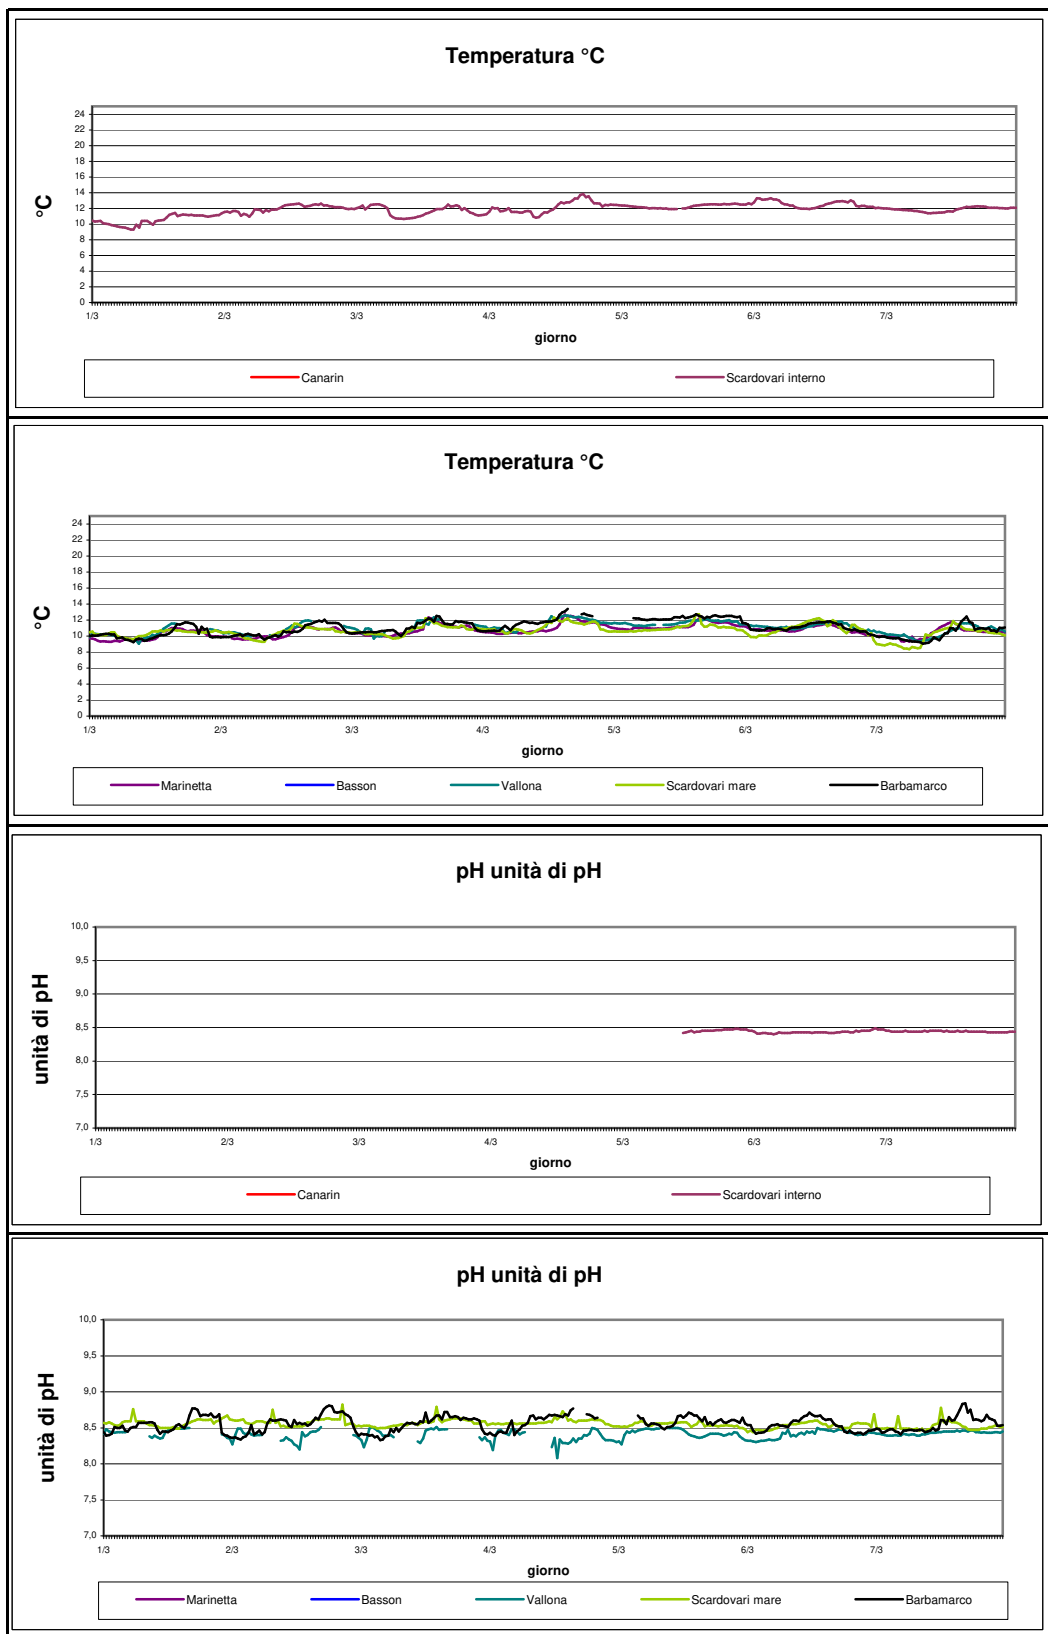 Temperatura °C
24
22
20
18
16
14
12
10
8
6
4
2
0
°C
1/3 2/3 3/3 4/3 5/3 6/3 7/3
giorno
Canarin Scardovari interno
Temperatura °C
24
22
20
18
16
14
12
10
8
6
4
2
0
°C
1/3 2/3 3/3 4/3 5/3 6/3 7/3
giorno
Marinetta Basson Vallona Scardovari mare Barbamarco
pH unità di pH
10,0
9,5
9,0
8,5
8,0
7,5
7,0
unità di pH
1/3 2/3 3/3 4/3 5/3 6/3 7/3
giorno
Canarin Scardovari interno
pH unità di pH
10,0
9,5
9,0
8,5
8,0
7,5
7,0
unità di pH
1/3 2/3 3/3 4/3 5/3 6/3 7/3
giorno
Marinetta Basson Vallona Scardovari mare Barbamarco